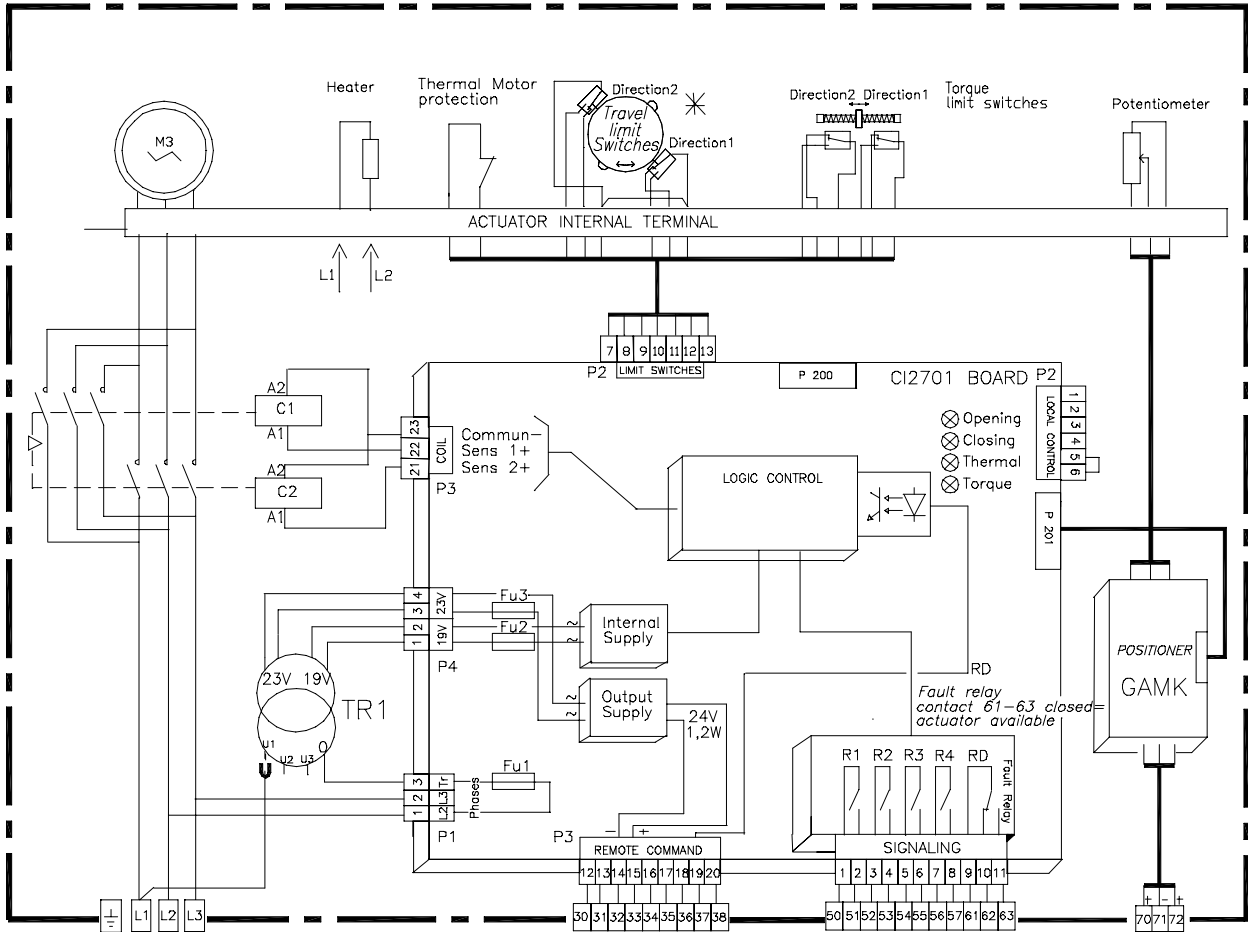 M3
Heater
Thermal Motor
protection
Direction2
Travel
limit
Switches
Direction1
Direction2 Direction1
Torque
limit switches
Potentiometer
ACTUATOR INTERNAL TERMINAL
L1 L2
7 8 9 10 11 12 13
P2 LIMIT SWITCHES
P 200
CI2701 BOARD
P2
LOCAL CONTROL
1
2
3
4
5
6
Opening
Closing
Thermal
Torque
P 201
A2
C1
A1
A2
C2
A1
23
22
21
COIL
P3
Commun-
Sens 1+
Sens 2+
LOGIC CONTROL
4
3
2
1
23V
19V
P4
Fu3
Fu2
Internal
Supply
Output
Supply
24V
1,2W
RD
Fault relay
contact 61-63 closed=
actuator available
POSITIONER
GAMK
23V 19V
TR1
U1 U2 U3 0
3
2
1
Tr
L3
L2
Phases
P1
Fu1
R1 R2 R3 R4 RD
Fault Relay
P3
- +
REMOTE COMMAND
SIGNALING
12 13 14 15 16 17 18 19 20
1 2 3 4 5 6 7 8 9 10 11
L1 L2 L3
30 31 32 33 34 35 36 37 38
50 51 52 53 54 55 56 57 61 62 63
+ - +
70 71 72